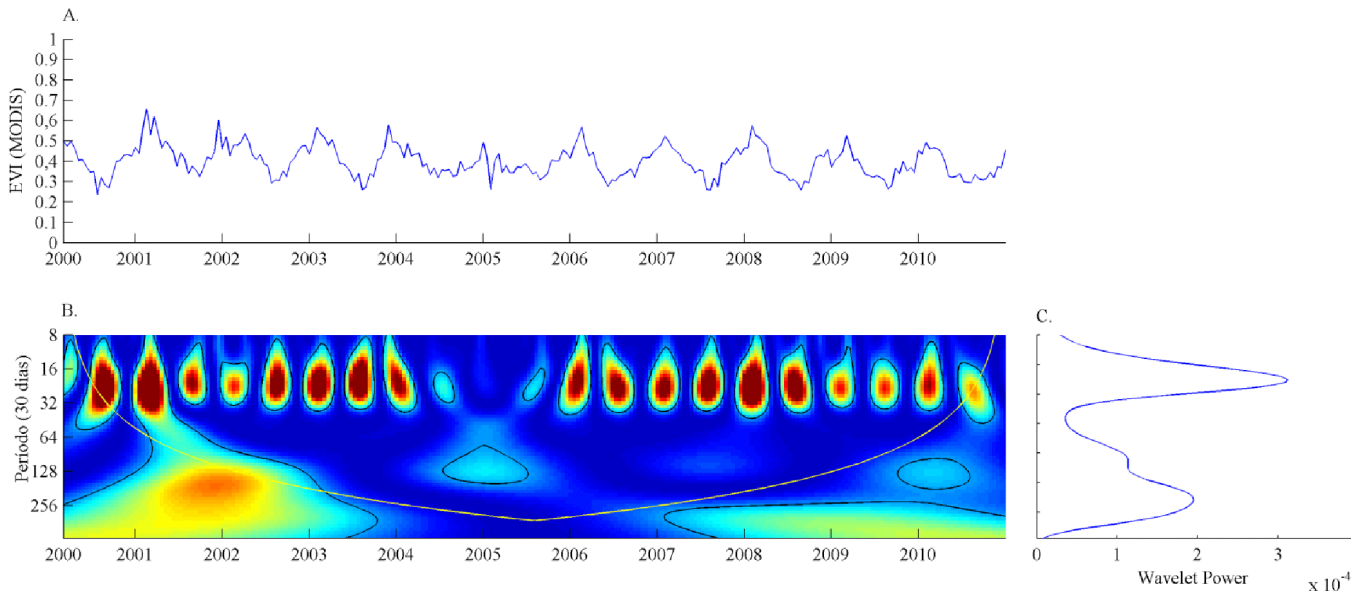 A.
EVI (MODIS)
1
0.9
0.8
0.7
0,6
0,5
0.4
0.3
0.2
0.1
0
2000 2001 2002 2003 2004 2005 2006 2007 2008 2009 2010
B.
Período (30 dias)
8
16
32
64
128
256
2000 2001 2002 2003 2004 2005 2006 2007 2008 2009 2010
C.
0 1 2 3
Wavelet Power
x 10⁻⁴